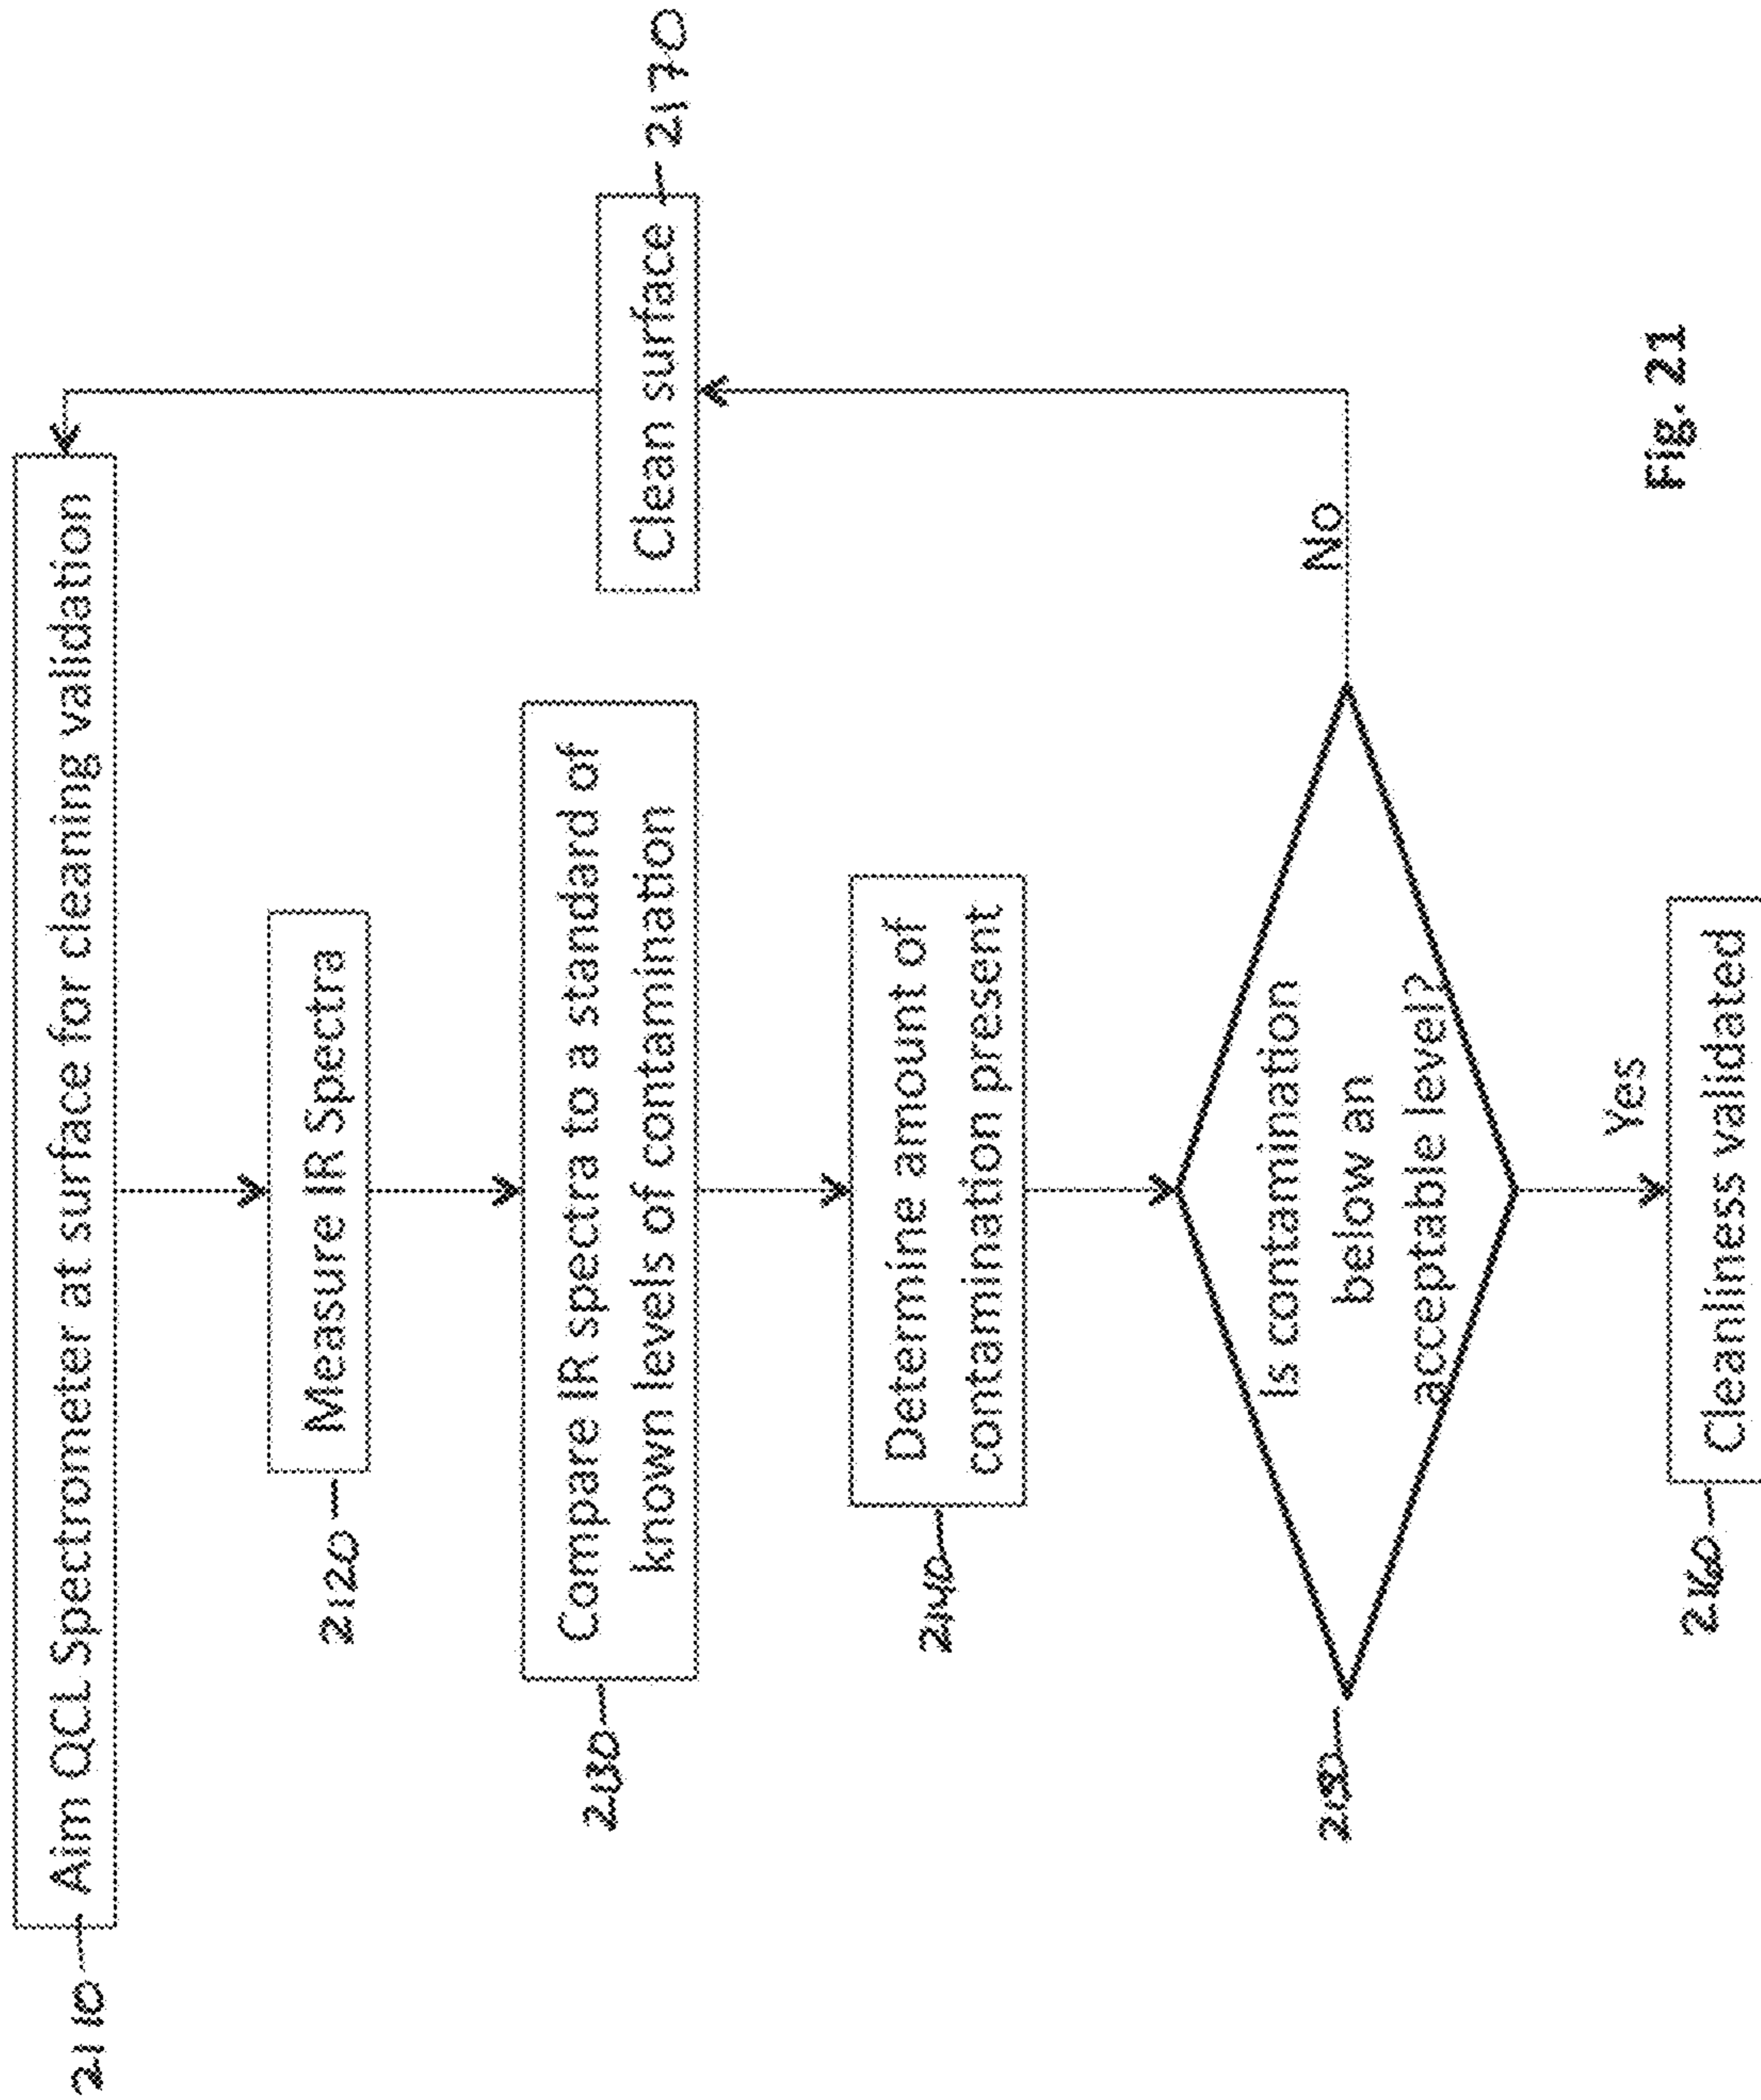 2110
Aim QCL Spectrometer at surface for cleaning validation
2120
Measure IR Spectra
2130
Compare IR spectra to a standard of
known levels of contamination
2140
Determine amount of
contamination present
2150
Is contamination
below an
acceptable level?
No
Clean surface
2170
Yes
2160
Cleanliness validated
Fig. 21